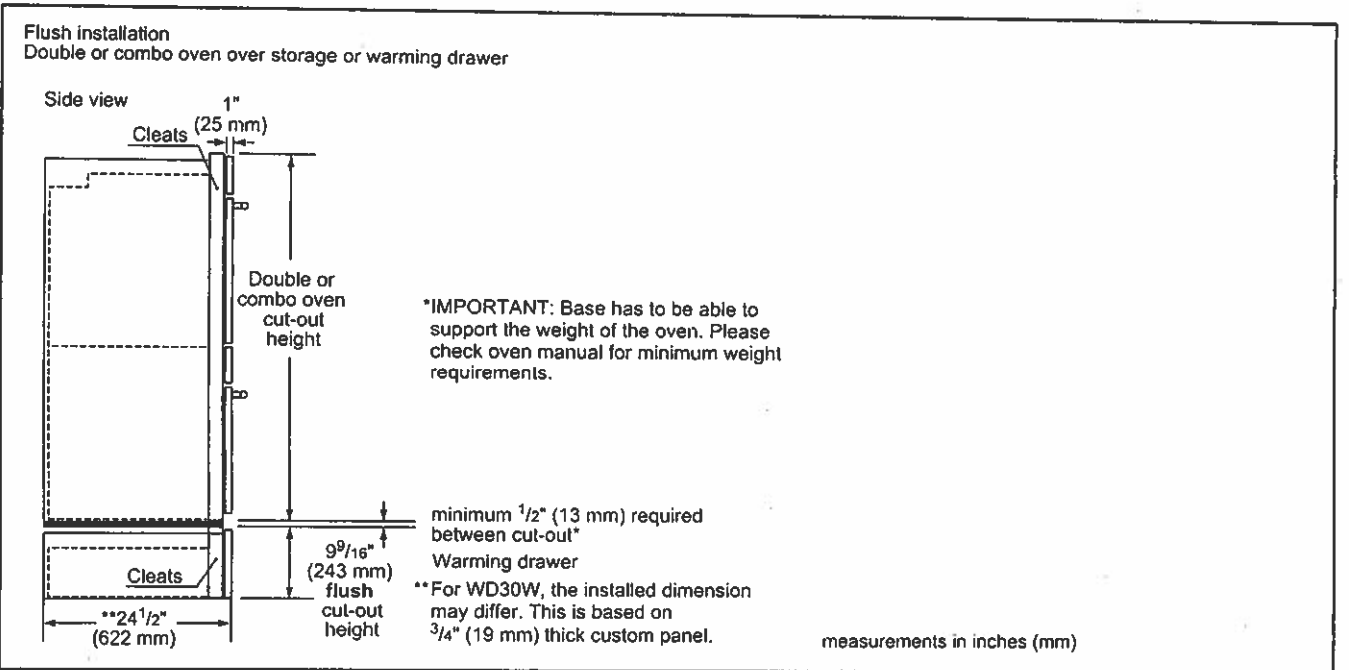 Flush installation
Double or combo oven over storage or warming drawer
Side view
1"
(25 mm)
Cleats
Double or
combo oven
cut-out
height
*IMPORTANT: Base has to be able to
support the weight of the oven. Please
check oven manual for minimum weight
requirements.
minimum 1/2" (13 mm) required
between cut-out*
Warming drawer
9 9/16"
(243 mm)
flush
cut-out
height
Cleats
**24 1/2"
(622 mm)
**For WD30W, the installed dimension
may differ. This is based on
3/4" (19 mm) thick custom panel.
measurements in inches (mm)